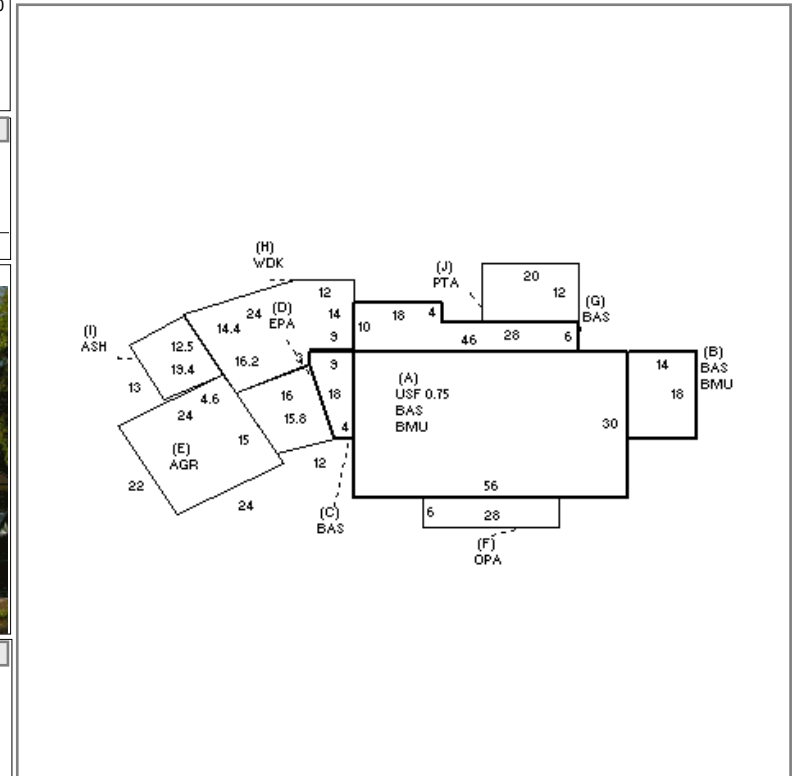 (H)
WDK
(J)
PTA
20
12
12
(G)
BAS
(D)
EPA
24
14
18
4
14.4
10
(I)
ASH
12.5
9
46
28
6
(B)
BAS
BMU
16.2
3
9
14
19.4
13
(A)
USF 0.75
BAS
BMU
4.6
16
18
18
24
15.8
4
30
15
(E)
AGR
12
22
56
24
(C)
BAS
6
28
(F)
OPA